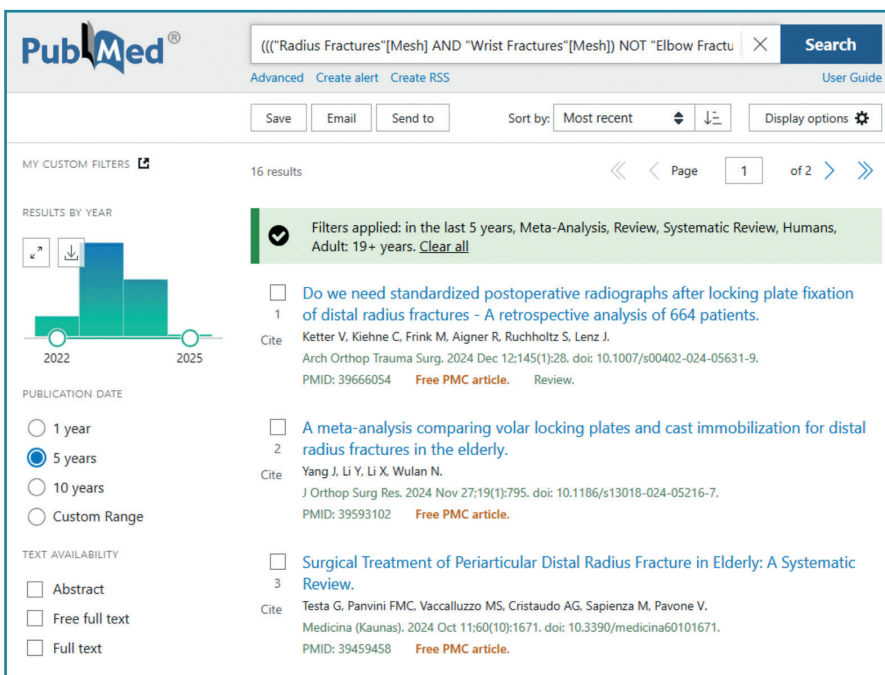 PubMed®
((("Radius Fractures"[Mesh] AND "Wrist Fractures"[Mesh]) NOT "Elbow Fractu
Search
Advanced Create alert Create RSS
User Guide
Save Email Send to
Sort by: Most recent
Display options
MY CUSTOM FILTERS
16 results
Page 1 of 2
RESULTS BY YEAR
2022 2025
Filters applied: in the last 5 years, Meta-Analysis, Review, Systematic Review, Humans,
Adult: 19+ years. Clear all
PUBLICATION DATE
1 year
5 years
10 years
Custom Range
TEXT AVAILABILITY
Abstract
Free full text
Full text
Do we need standardized postoperative radiographs after locking plate fixation
1
of distal radius fractures - A retrospective analysis of 664 patients.
Cite
Ketter V, Kiehne C, Frink M, Aigner R, Ruchholtz S, Lenz J.
Arch Orthop Trauma Surg. 2024 Dec 12;145(1):28. doi: 10.1007/s00402-024-05631-9.
PMID: 39666054 Free PMC article. Review.
A meta-analysis comparing volar locking plates and cast immobilization for distal
2
radius fractures in the elderly.
Cite
Yang J, Li Y, Li X, Wulan N.
J Orthop Surg Res. 2024 Nov 27;19(1):795. doi: 10.1186/s13018-024-05216-7.
PMID: 39593102 Free PMC article.
Surgical Treatment of Periarticular Distal Radius Fracture in Elderly: A Systematic
3
Review.
Cite
Testa G, Panvini FMC, Vaccalluzzo MS, Cristaudo AG, Sapienza M, Pavone V.
Medicina (Kaunas). 2024 Oct 11;60(10):1671. doi: 10.3390/medicina60101671.
PMID: 39459458 Free PMC article.